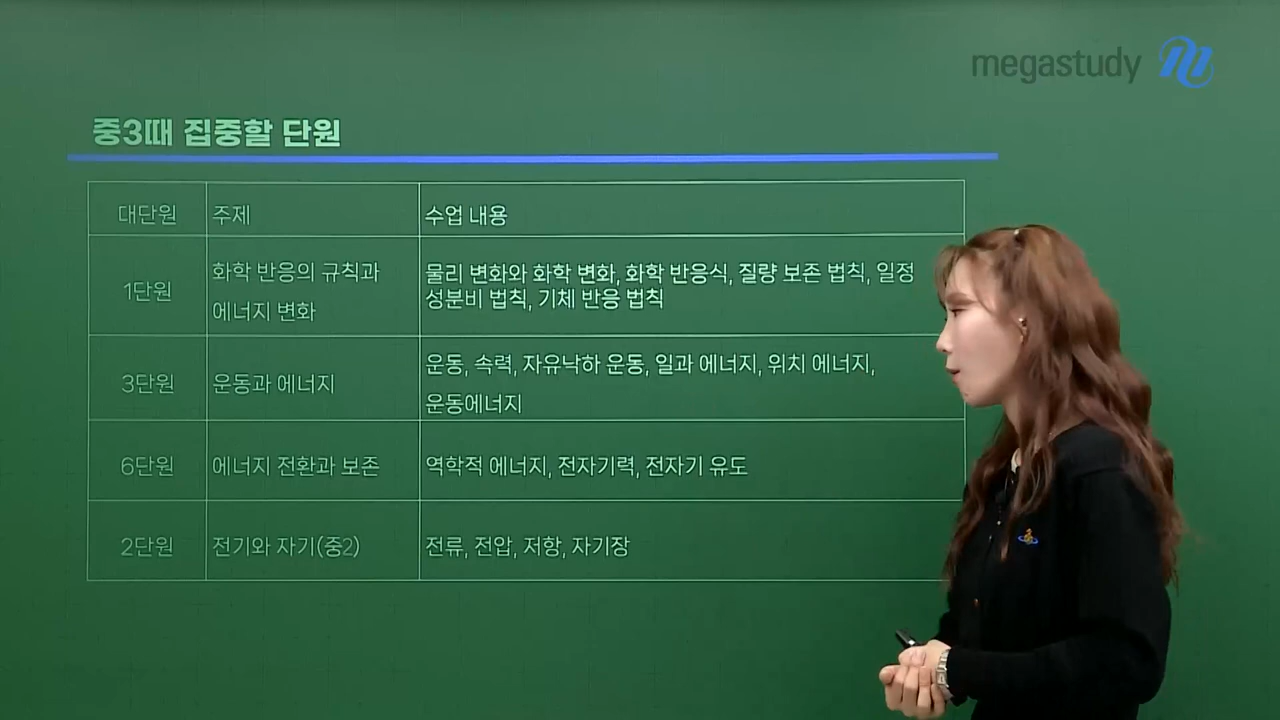 megastudy
중3때 집중할 단원
대단원 주제 수업 내용
1단원
화학 반응의 규칙과
에너지 변화
물리 변화와 화학 변화, 화학 반응식, 질량 보존 법칙, 일정
성분비 법칙, 기체 반응 법칙
3단원
운동과 에너지
운동, 속력, 자유낙하 운동, 일과 에너지, 위치 에너지,
운동에너지
6단원
에너지 전환과 보존
역학적 에너지, 전자기력, 전자기 유도
2단원
전기와 자기(중2)
전류, 전압, 저항, 자기장